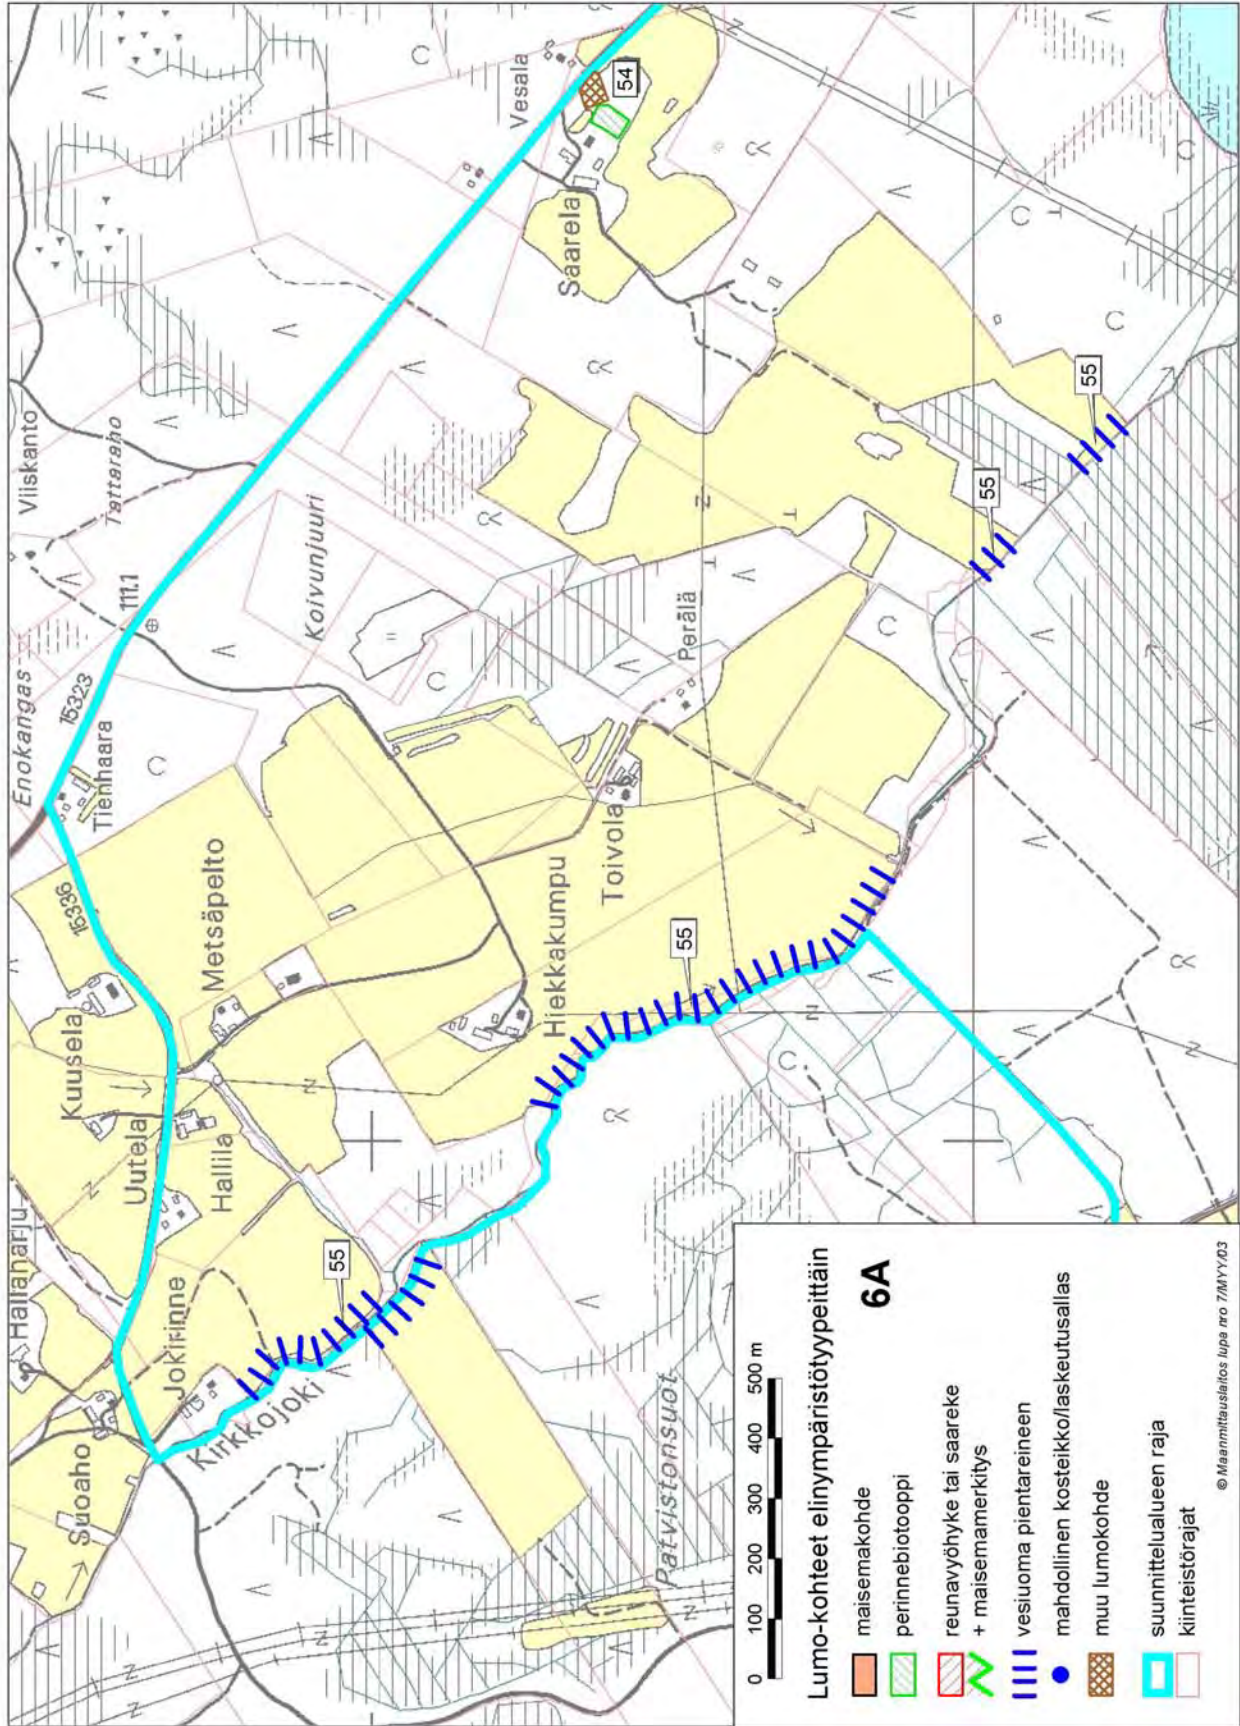 Hallanarju
Suoaho
Jokirinne
Kirkkojoki
Uutela
Hallila
Kuusela
15336
Metsäpelto
Enokangas
15323
Tienhaara
111.1
Viiskanto
Tattaraho
Koivunjuuri
Vesala
54
Saarela
Hiekkakumpu
Toivola
Perälä
55
55
55
55
Patvistonsuot
0 100 200 300 400 500 m
Lumo-kohteet elinympäristötyypeittäin
6A
maisemakohde
perinnebiotooppi
reunavyöhyke tai saareke
+ maisemamerkitys
vesiuoma pientareineen
mahdollinen kosteikko/laskeutusallas
muu lumokohde
suunnittelualueen raja
kiinteistörajat
© Maanmittauslaitos lupa nro 7/MYY/03